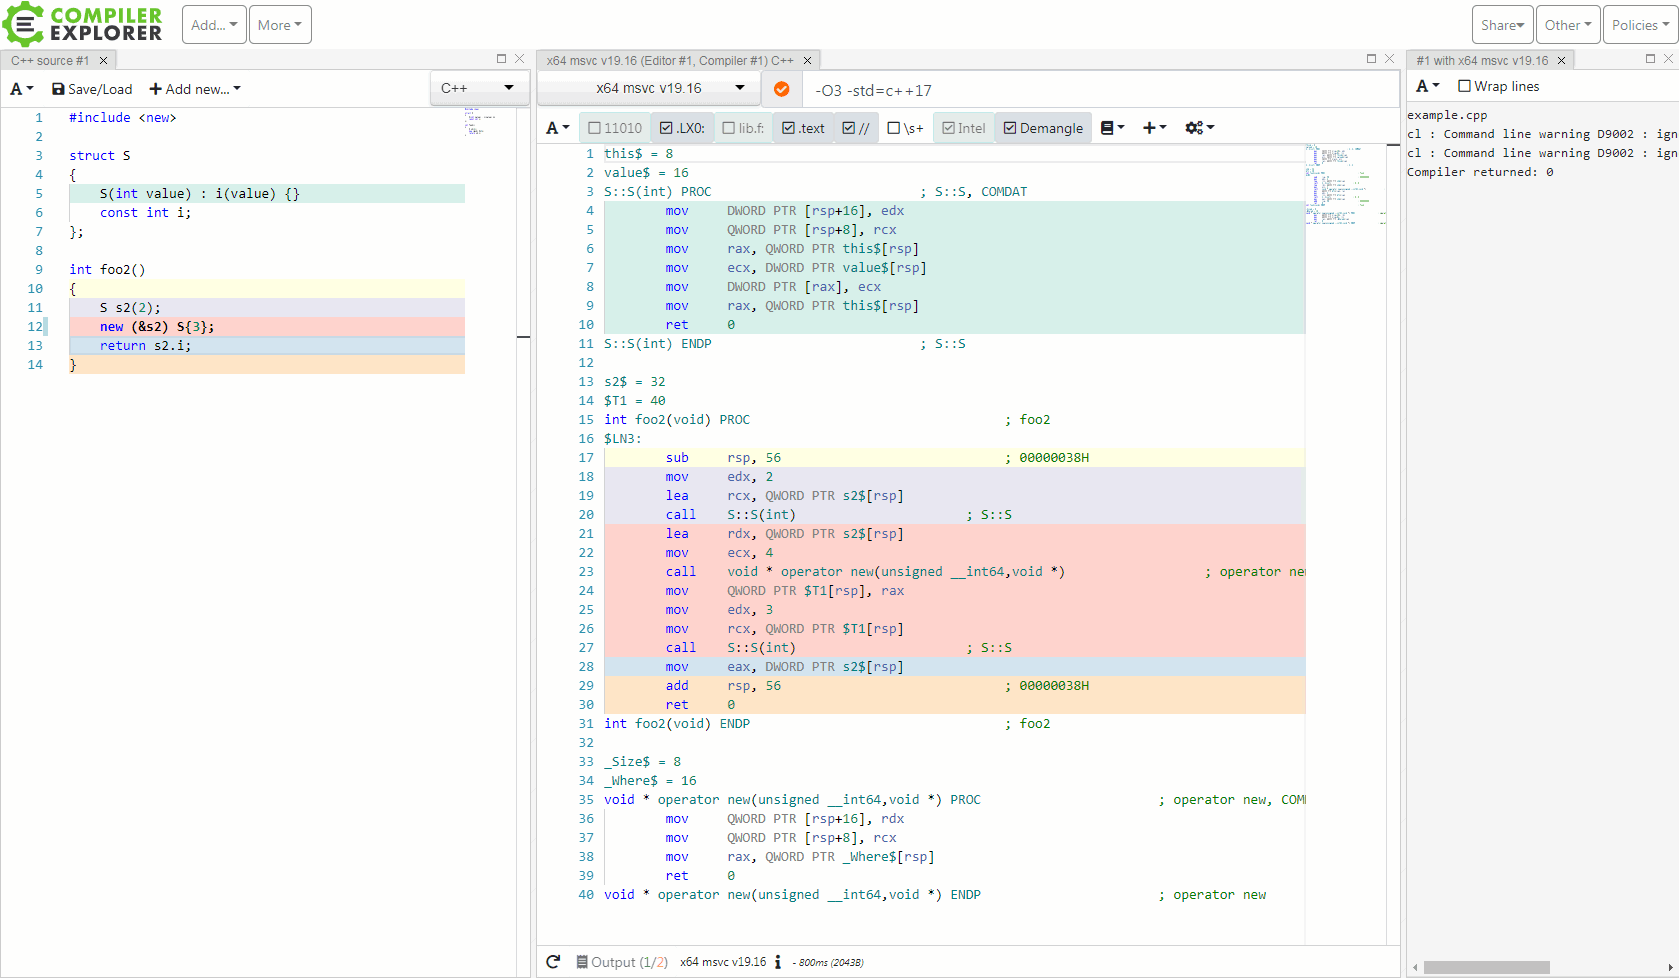 COMPILER
EXPLORER
Add...
More
Share
Other
Policies
C++ source #1
A
Save/Load
Add new...
C++
1 #include <new>
2
3 struct S
4 {
5     S(int value) : i(value) {}
6     const int i;
7 };
8
9 int foo2()
10 {
11     S s2(2);
12     new (&s2) S{3};
13     return s2.i;
14 }
x64 msvc v19.16 (Editor #1, Compiler #1) C++
x64 msvc v19.16
-O3 -std=c++17
A
11010
.LX0:
lib.f:
.text
//
\s+
Intel
Demangle
1 this$ = 8
2 value$ = 16
3 S::S(int) PROC ; S::S, COMDAT
4 mov DWORD PTR [rsp+16], edx
5 mov QWORD PTR [rsp+8], rcx
6 mov rax, QWORD PTR this$[rsp]
7 mov ecx, DWORD PTR value$[rsp]
8 mov DWORD PTR [rax], ecx
9 mov rax, QWORD PTR this$[rsp]
10 ret 0
11 S::S(int) ENDP ; S::S
12
13 s2$ = 32
14 $T1 = 40
15 int foo2(void) PROC ; foo2
16 $LN3:
17 sub rsp, 56 ; 00000038H
18 mov edx, 2
19 lea rcx, QWORD PTR s2$[rsp]
20 call S::S(int) ; S::S
21 lea rdx, QWORD PTR s2$[rsp]
22 mov ecx, 4
23 call void * operator new(unsigned __int64,void *) ; operator new
24 mov QWORD PTR $T1[rsp], rax
25 mov edx, 3
26 mov rcx, QWORD PTR $T1[rsp]
27 call S::S(int) ; S::S
28 mov eax, DWORD PTR s2$[rsp]
29 add rsp, 56 ; 00000038H
30 ret 0
31 int foo2(void) ENDP ; foo2
32
33 _Size$ = 8
34 _Where$ = 16
35 void * operator new(unsigned __int64,void *) PROC ; operator new, COM
36 mov QWORD PTR [rsp+16], rdx
37 mov QWORD PTR [rsp+8], rcx
38 mov rax, QWORD PTR _Where$[rsp]
39 ret 0
40 void * operator new(unsigned __int64,void *) ENDP ; operator new
Output (1/2) x64 msvc v19.16 i - 800ms (2043B)
#1 with x64 msvc v19.16
A
Wrap lines
example.cpp
cl : Command line warning D9002 : ign
cl : Command line warning D9002 : ign
Compiler returned: 0